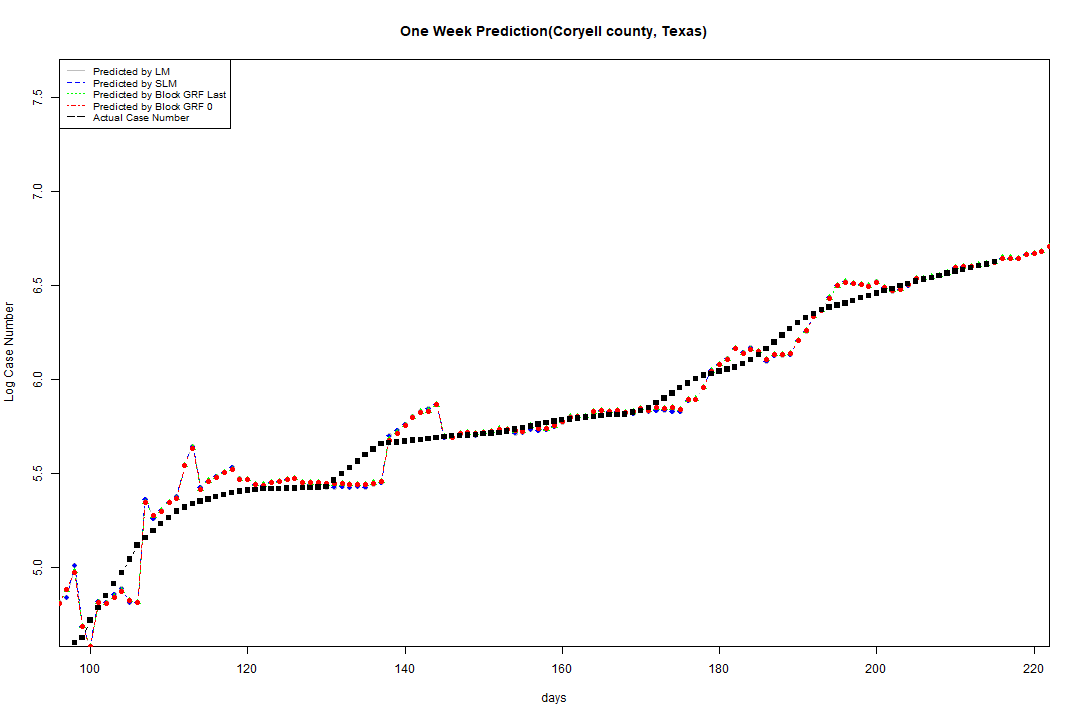 One Week Prediction(Coryell county, Texas)
Predicted by LM
Predicted by SLM
Predicted by Block GRF Last
Predicted by Block GRF 0
Actual Case Number
7.5
7.0
6.5
6.0
5.5
5.0
Log Case Number
100 120 140 160 180 200 220
days